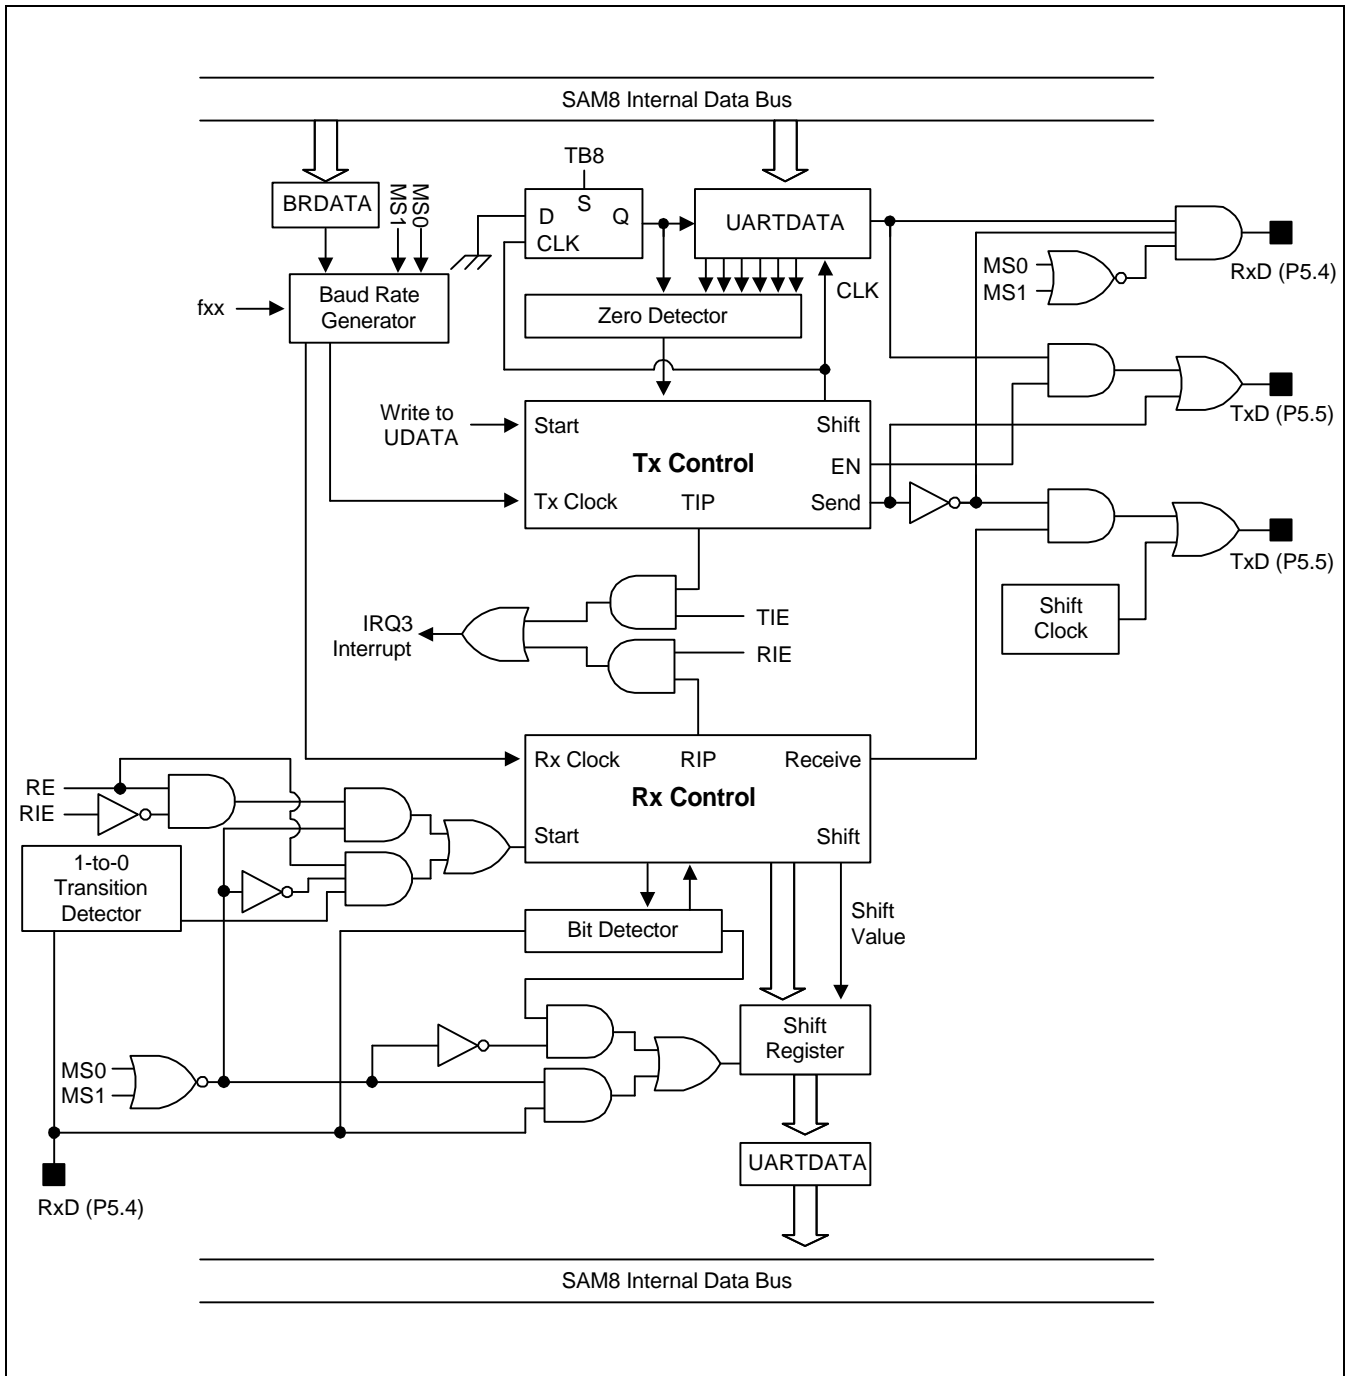 SAM8 Internal Data Bus
TB8
BRDATA
MS1
MS0
S
D
Q
CLK
UARTDATA
MS0
MS1
RxD (P5.4)
fxx
Baud Rate
Generator
CLK
Zero Detector
TxD (P5.5)
Write to
UDATA
Start
Shift
Tx Control
EN
Tx Clock
TIP
Send
TxD (P5.5)
Shift
Clock
IRQ3
Interrupt
TIE
RIE
Rx Clock
RIP
Receive
RE
RIE
Rx Control
Start
Shift
1-to-0
Transition
Detector
Bit Detector
Shift
Value
Shift
Register
MS0
MS1
UARTDATA
RxD (P5.4)
SAM8 Internal Data Bus